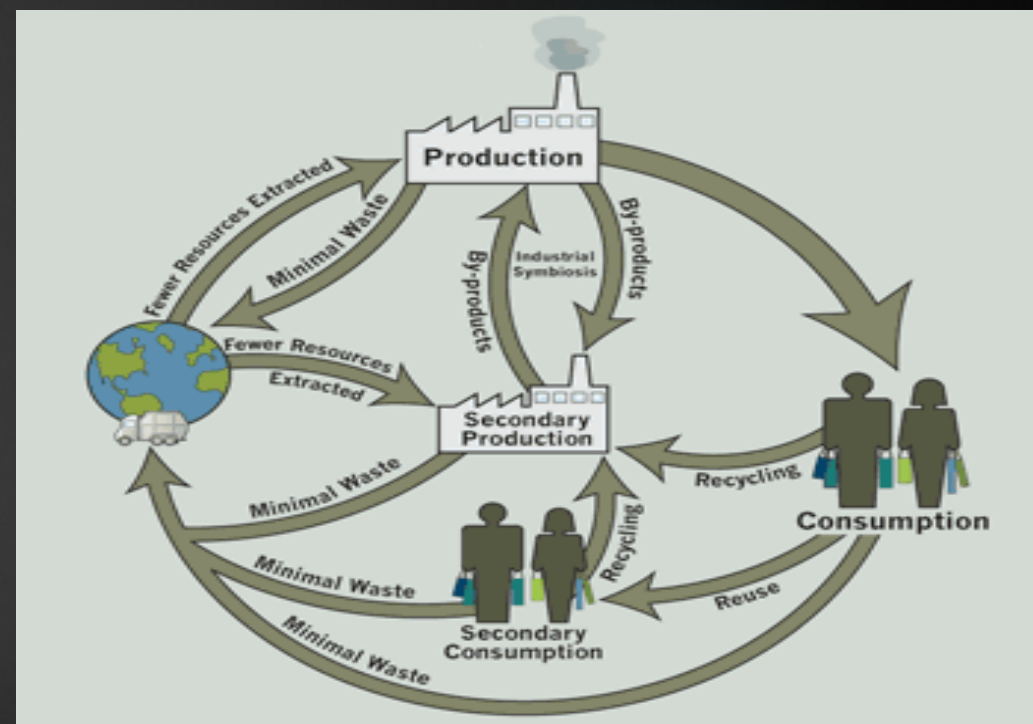 Production
Fewer Resources Extracted
Minimal Waste
By-products
Industrial
Symbiosis
By-products
Fewer Resources
Extracted
Secondary
Production
Minimal Waste
Recycling
Consumption
Recycling
Minimal Waste
Reuse
Secondary
Consumption
Minimal Waste